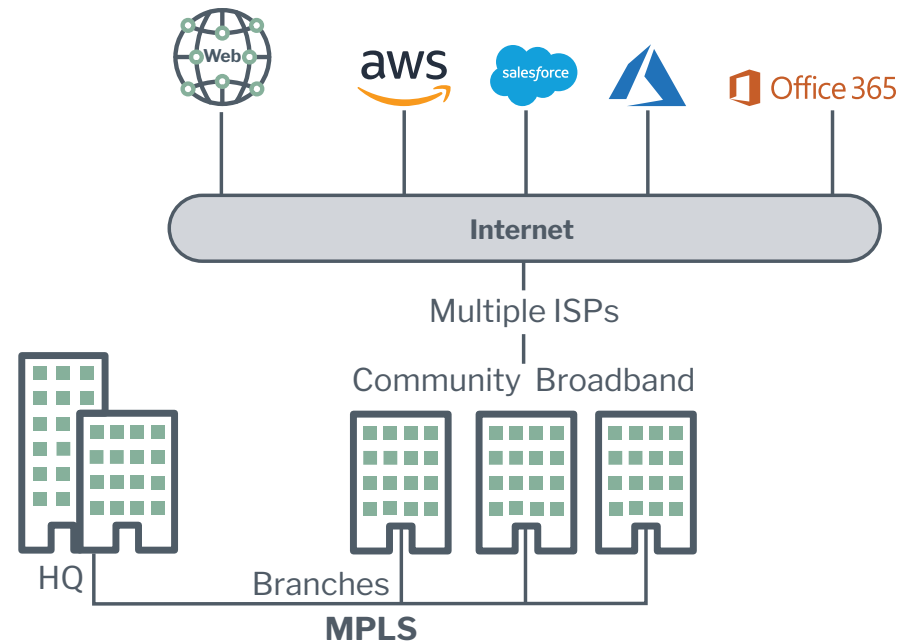 Web
aws
salesforce
Office 365
Internet
Multiple ISPs
Community Broadband
HQ
Branches
MPLS